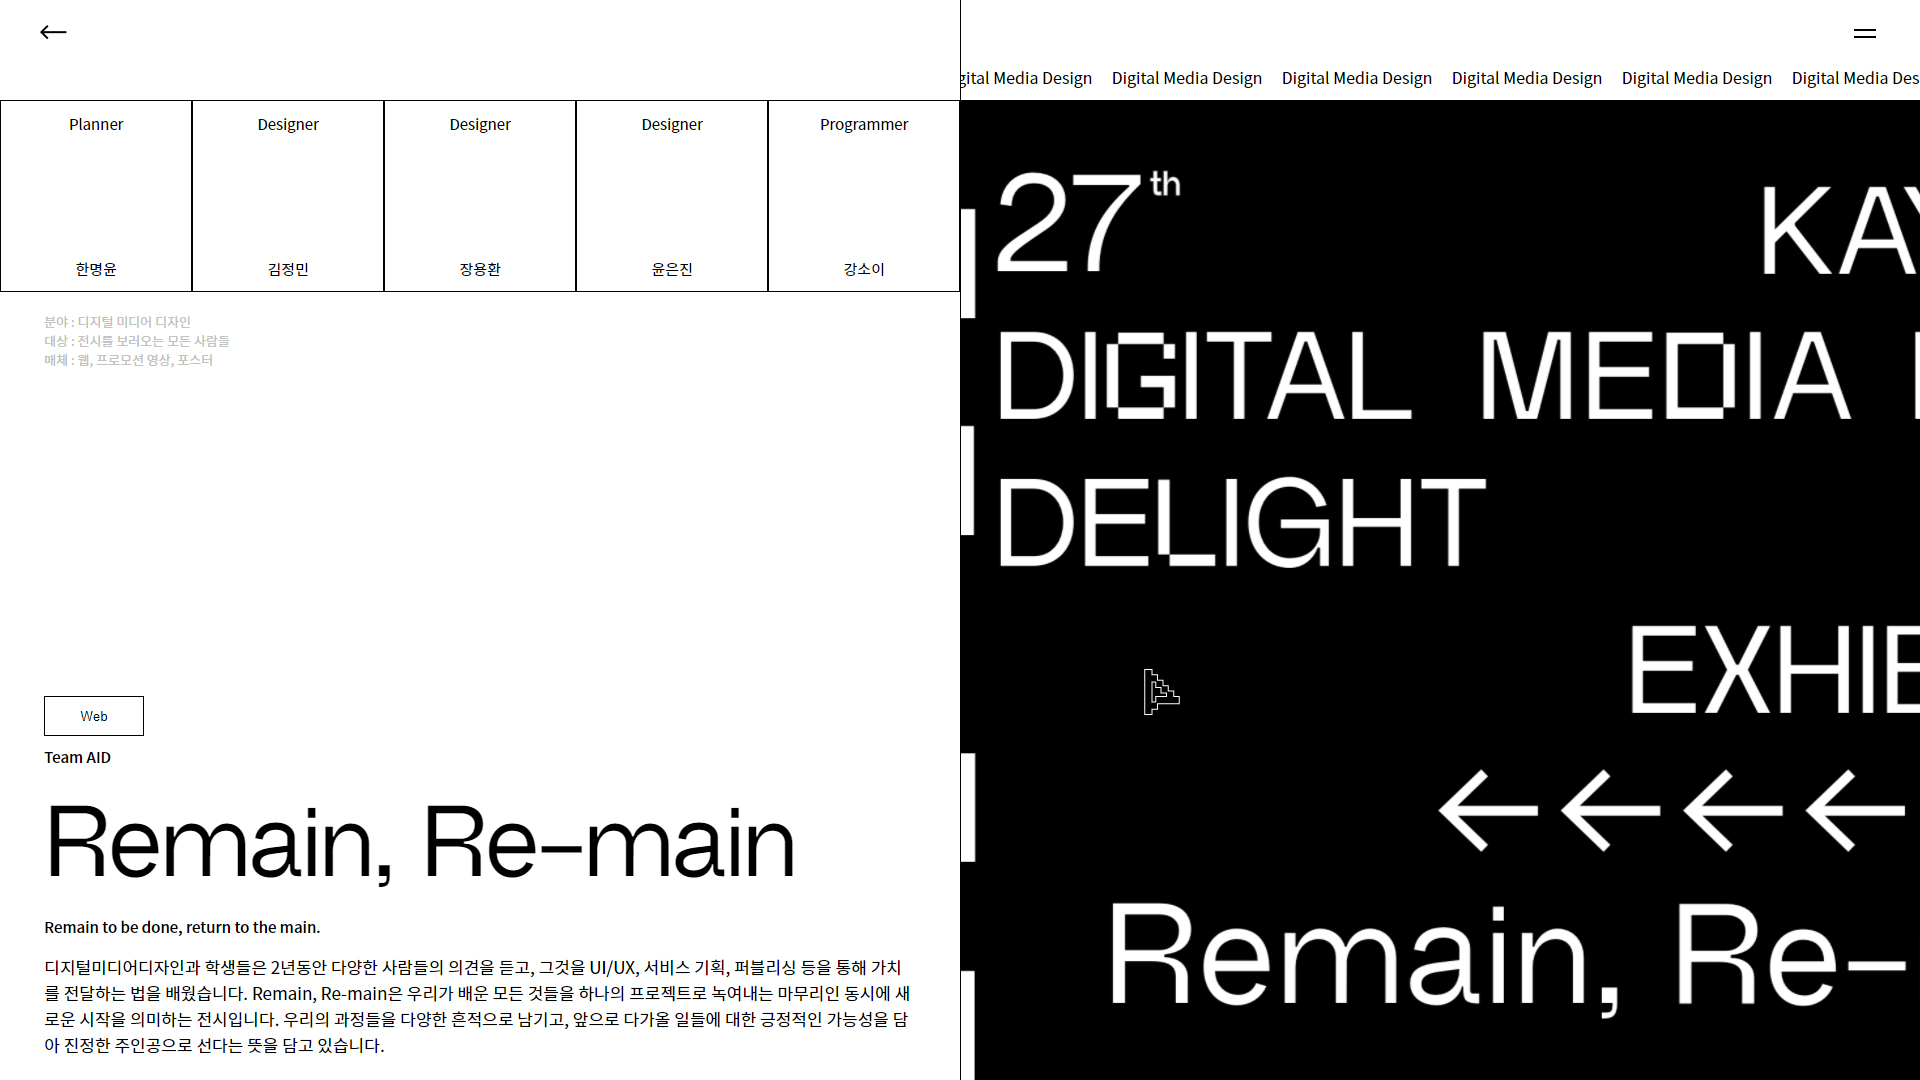 Planner
한명윤
Designer
김정민
Designer
장용환
Designer
윤은진
Programmer
강소이
분야 : 디지털 미디어 디자인
대상 : 전시를 보러오는 모든 사람들
매체 : 웹, 프로모션 영상, 포스터
Web
Team AID
Remain, Re–main
Remain to be done, return to the main.
디지털미디어디자인과 학생들은 2년동안 다양한 사람들의 의견을 듣고, 그것을 UI/UX, 서비스 기획, 퍼블리싱 등을 통해 가치
를 전달하는 법을 배웠습니다. Remain, Re-main은 우리가 배운 모든 것들을 하나의 프로젝트로 녹여내는 마무리인 동시에 새
로운 시작을 의미하는 전시입니다. 우리의 과정들을 다양한 흔적으로 남기고, 앞으로 다가올 일들에 대한 긍정적인 가능성을 담
아 진정한 주인공으로 선다는 뜻을 담고 있습니다.
gital Media Design Digital Media Design Digital Media Design Digital Media Design Digital Media Design Digital Media Des
27th KAY
DIGITAL MEDIA
DELIGHT
EXHIB
←←←←
Remain, Re–